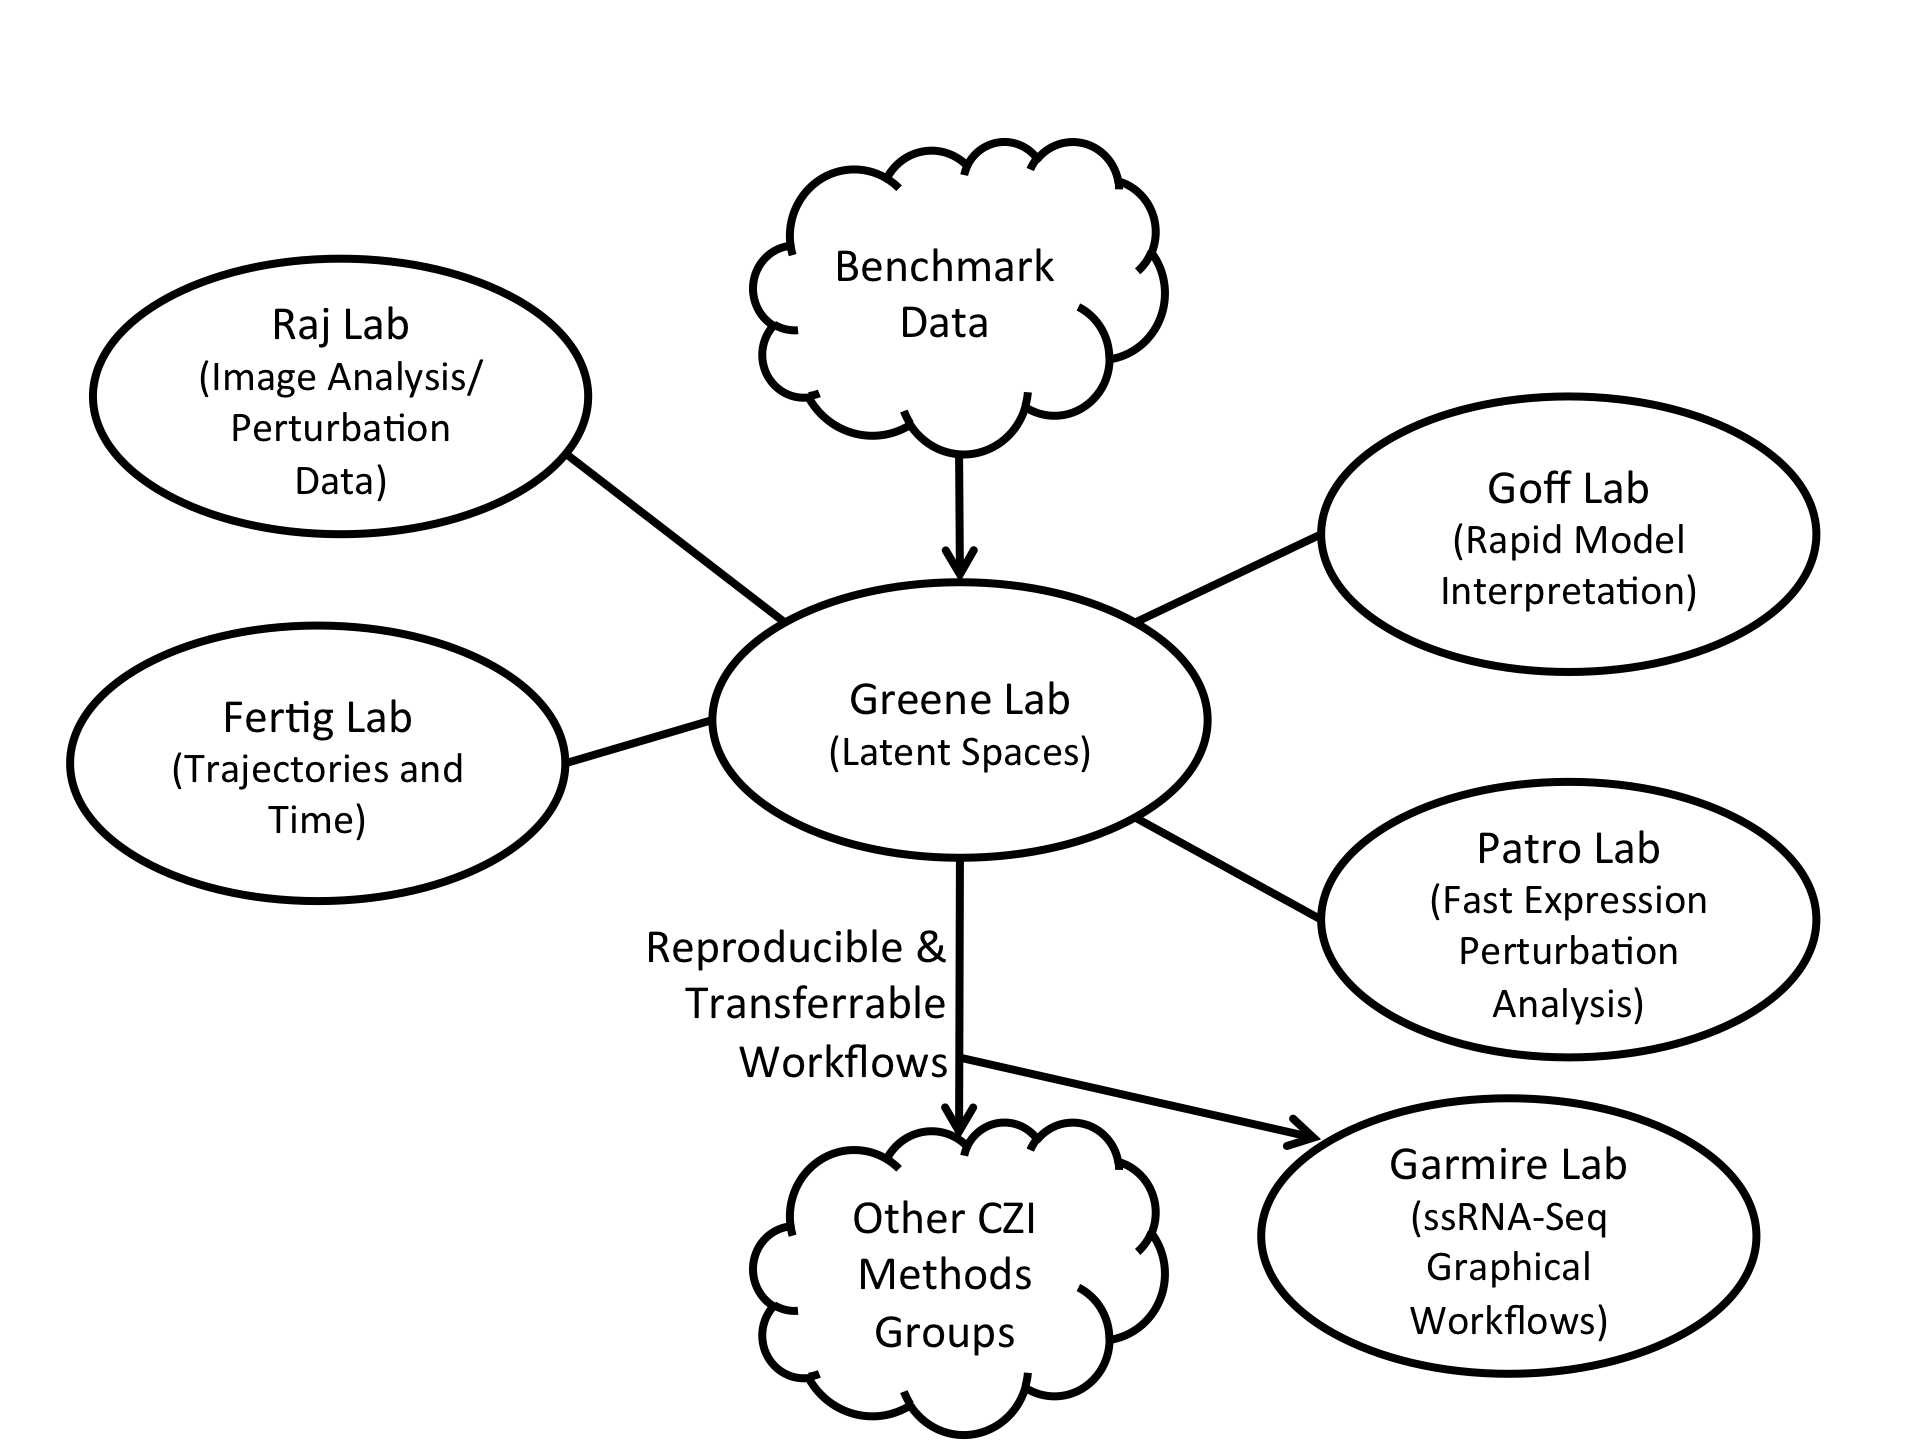 Benchmark
Data
Raj Lab
(Image Analysis/
Perturbation
Data)
Goff Lab
(Rapid Model
Interpretation)
Fertig Lab
(Trajectories and
Time)
Greene Lab
(Latent Spaces)
Patro Lab
(Fast Expression
Perturbation
Analysis)
Reproducible &
Transferrable
Workflows
Other CZI
Methods
Groups
Garmire Lab
(ssRNA-Seq
Graphical
Workflows)